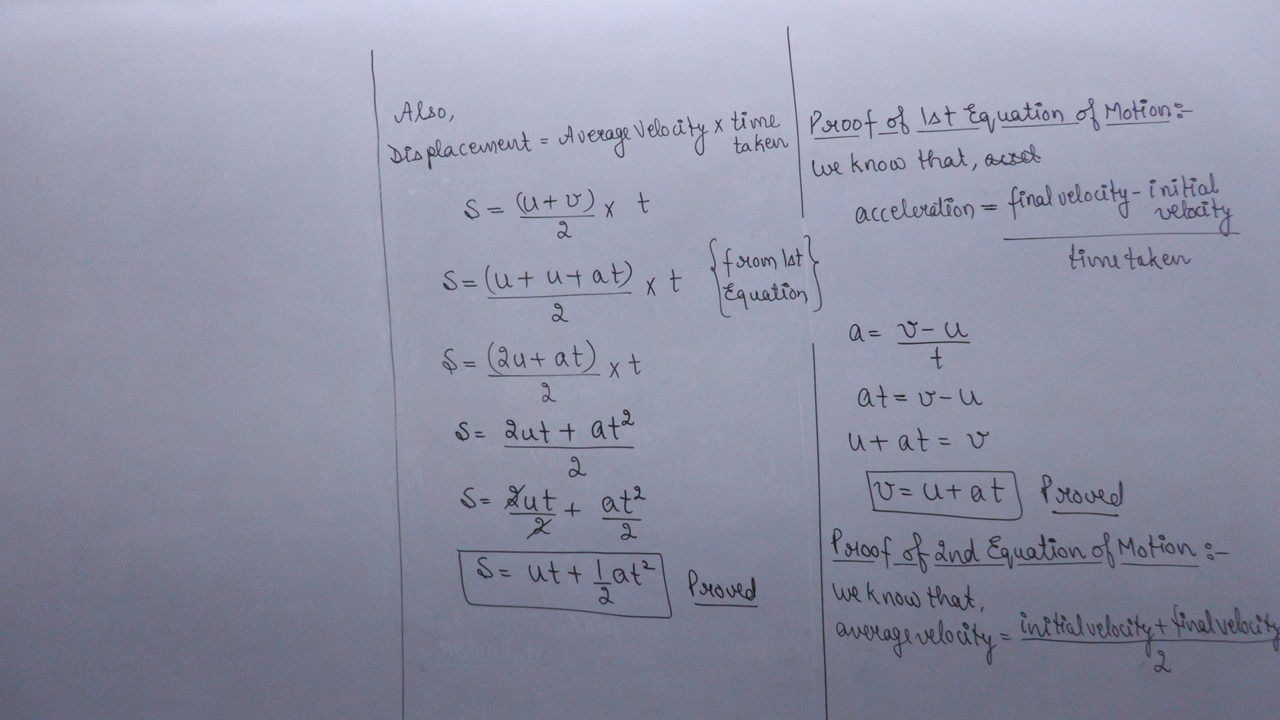 Proof of 1st Equation of Motion:-
we know that,
acceleration = final velocity - initial velocity
time taken
a = v - u
t
at = v - u
u + at = v
v = u + at Proved
Proof of 2nd Equation of Motion :-
we know that,
average velocity = initial velocity + final velocity
2
Also,
Displacement = Average Velocity × time taken
S = (u + v) × t
2
S = (u + u + at) × t {from 1st Equation}
2
S = (2u + at) × t
2
S = 2ut + at²
2
S = 2ut + at²
2 2
S = ut + 1 at² Proved
2